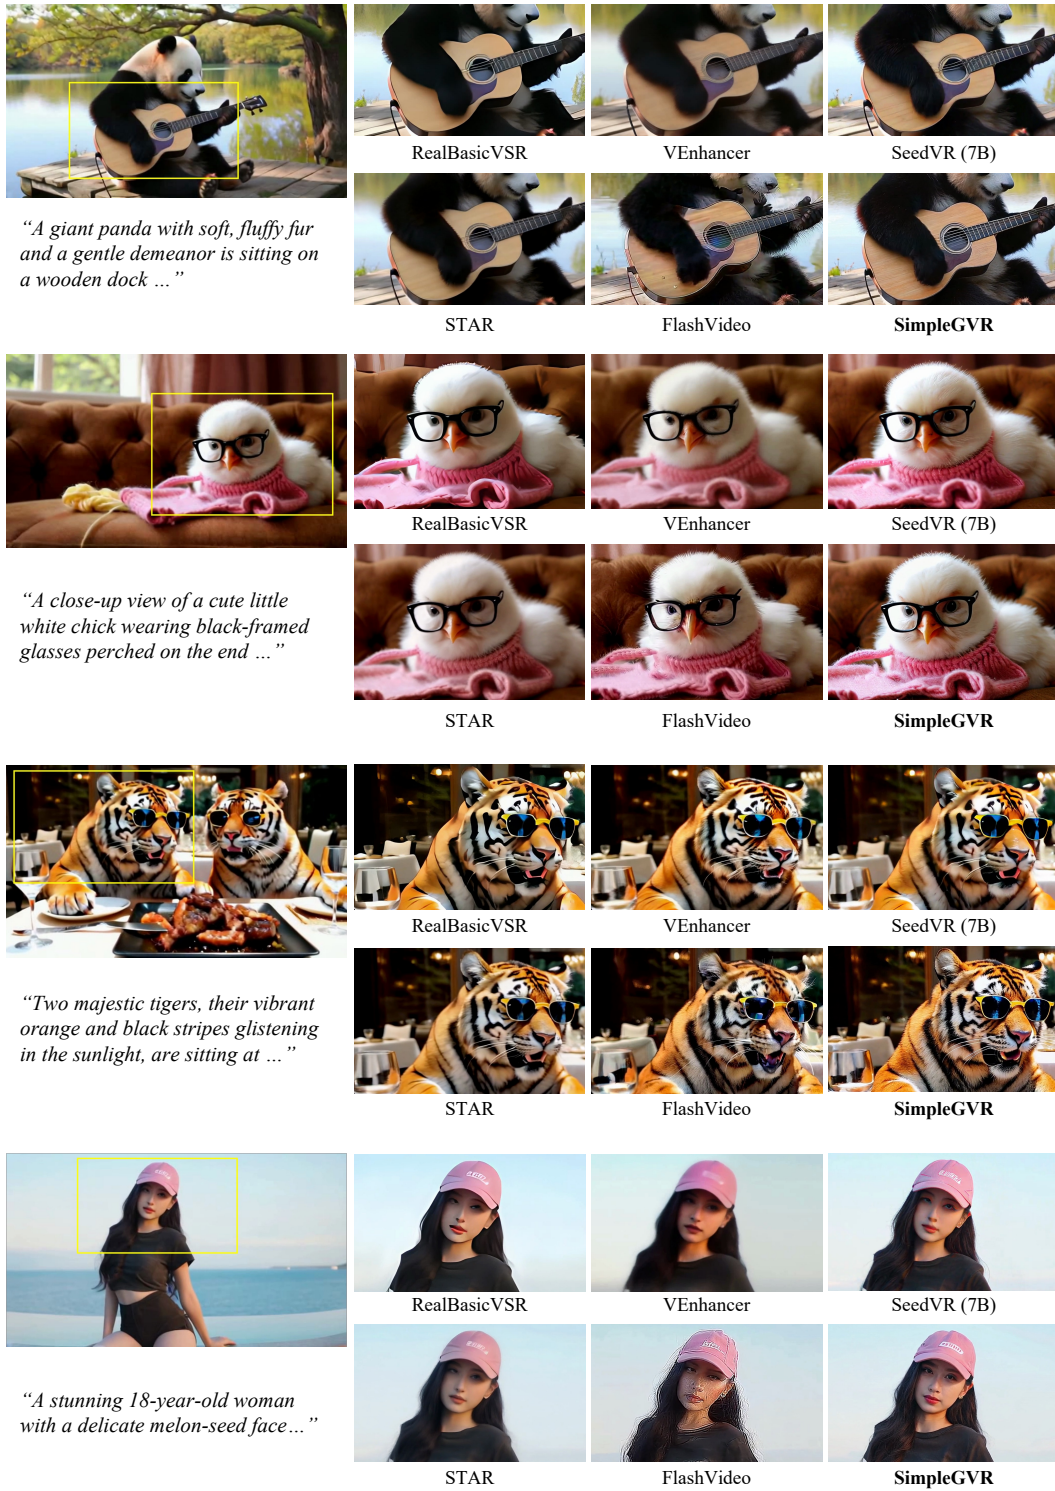 RealBasicVSR
VEnhancer
SeedVR (7B)
“A giant panda with soft, fluffy fur
and a gentle demeanor is sitting on
a wooden dock …”
STAR
FlashVideo
SimpleGVR
RealBasicVSR
VEnhancer
SeedVR (7B)
“A close-up view of a cute little
white chick wearing black-framed
glasses perched on the end …”
STAR
FlashVideo
SimpleGVR
RealBasicVSR
VEnhancer
SeedVR (7B)
“Two majestic tigers, their vibrant
orange and black stripes glistening
in the sunlight, are sitting at …”
STAR
FlashVideo
SimpleGVR
RealBasicVSR
VEnhancer
SeedVR (7B)
“A stunning 18-year-old woman
with a delicate melon-seed face…”
STAR
FlashVideo
SimpleGVR